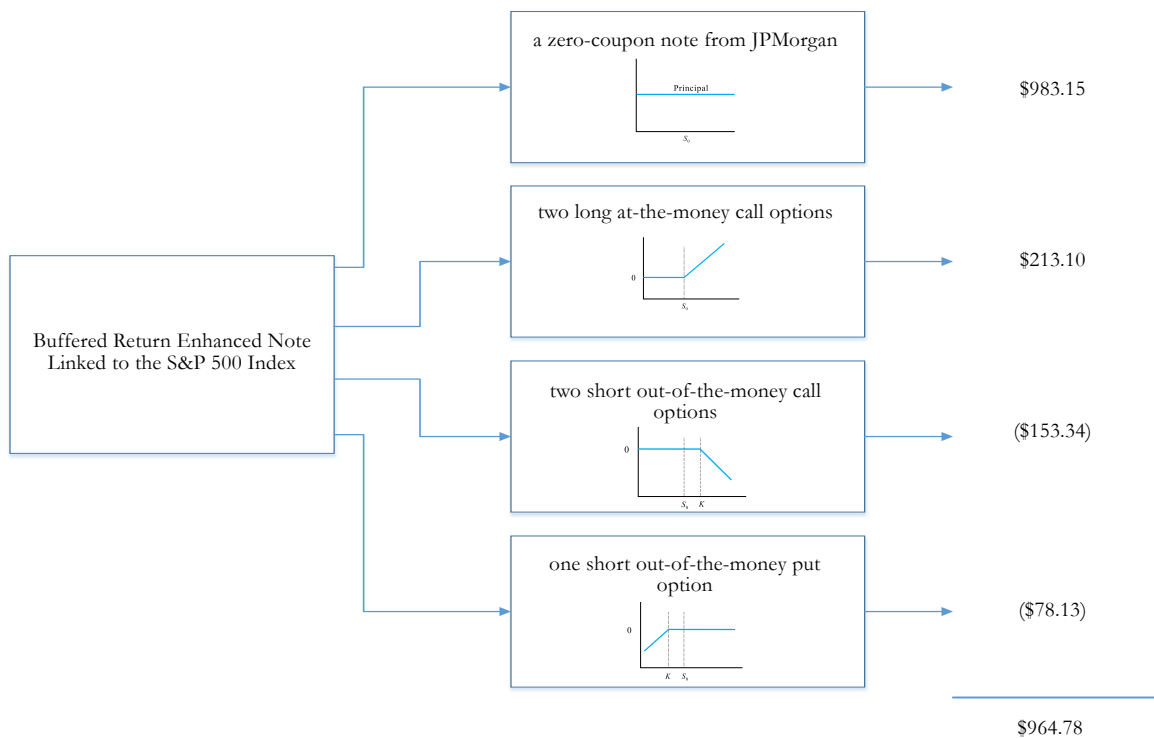 a zero-coupon note from JPMorgan
Principal
S₀
$983.15
two long at-the-money call options
0
S₀
$213.10
Buffered Return Enhanced Note
Linked to the S&P 500 Index
two short out-of-the-money call
options
0
S₀ K
($153.34)
one short out-of-the-money put
option
0
K S₀
($78.13)
$964.78